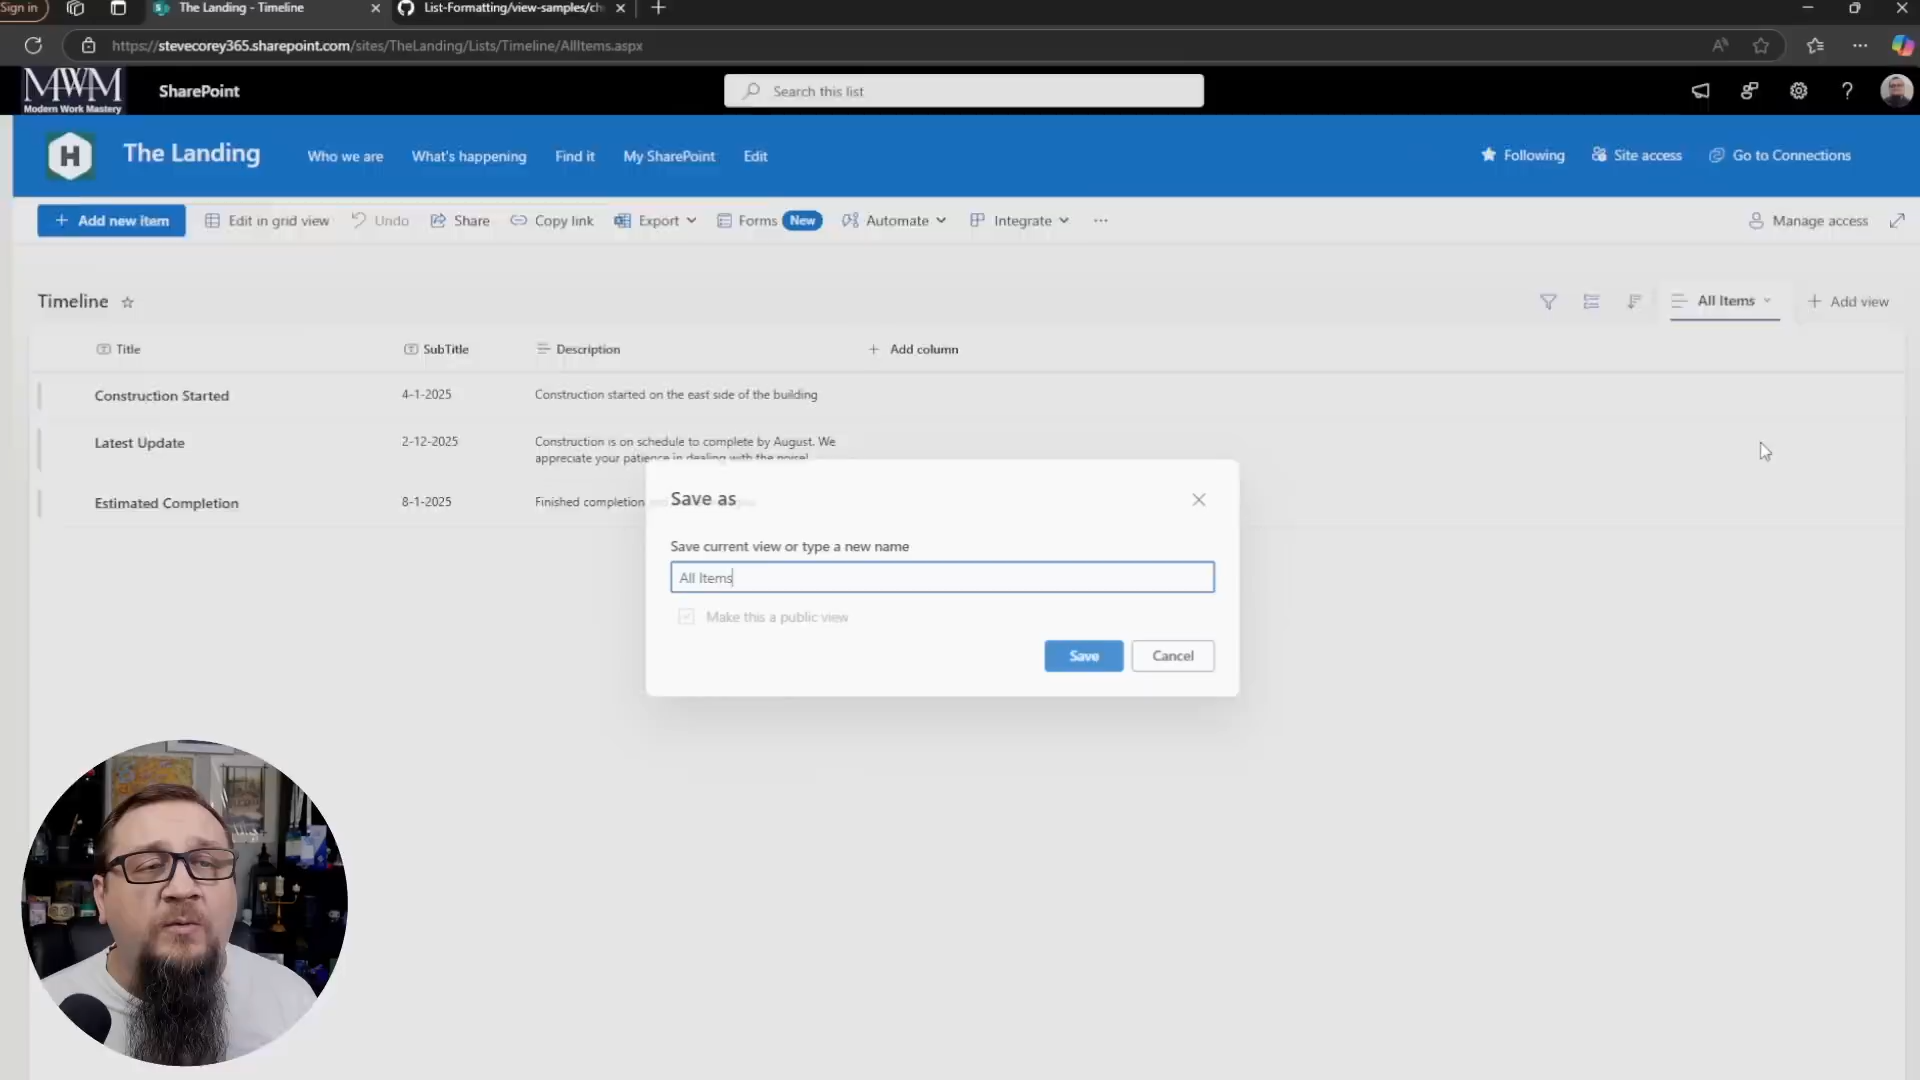 Sign in
The Landing - Timeline
List-Formatting/view-samples/ch
https://stevecorey365.sharepoint.com/sites/TheLanding/Lists/Timeline/AllItems.aspx
MWM
Modern Work Mastery
SharePoint
Search this list
H
The Landing
Who we are
What's happening
Find it
My SharePoint
Edit
Following
Site access
Go to Connections
Add new item
Edit in grid view
Undo
Share
Copy link
Export
Forms
New
Automate
Integrate
Manage access
Timeline
All Items
Add view
Title
SubTitle
Description
Add column
Construction Started
4-1-2025
Construction started on the east side of the building
Latest Update
2-12-2025
Construction is on schedule to complete by August. We
appreciate your patience in dealing with the noise!
Estimated Completion
8-1-2025
Finished completion
Save as
Save current view or type a new name
All Items
Make this a public view
Save
Cancel